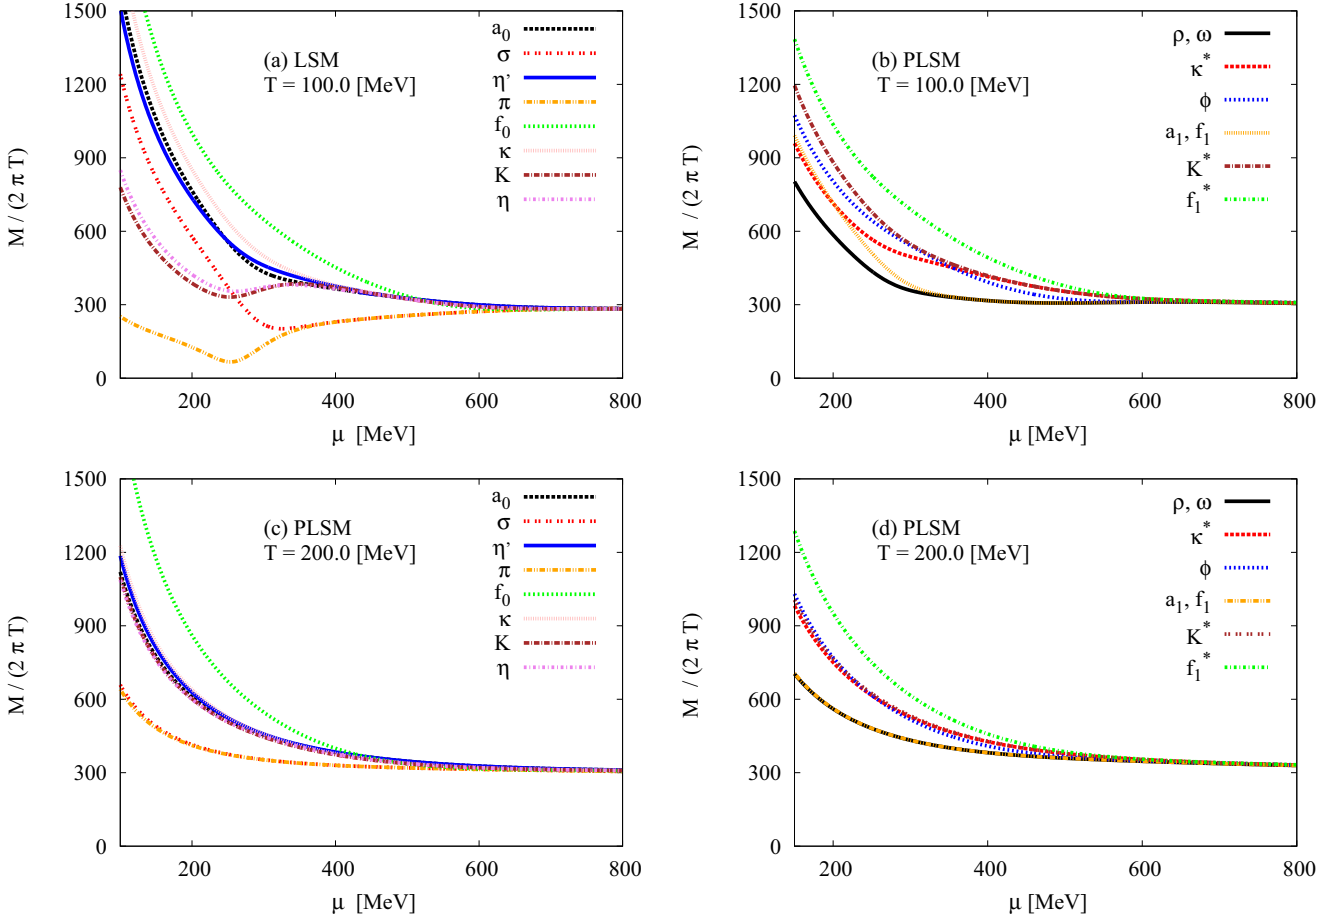 (a) LSM
T = 100.0 [MeV]
a₀
σ
η’
π
f₀
κ
K
η
M / (2 π T)
1500
1200
900
600
300
0
200
400
600
800
μ [MeV]
(b) PLSM
T = 100.0 [MeV]
ρ, ω
κ*
ϕ
a₁, f₁
K*
f₁*
M / (2 π T)
1500
1200
900
600
300
0
200
400
600
800
μ [MeV]
(c) PLSM
T = 200.0 [MeV]
a₀
σ
η’
π
f₀
κ
K
η
M / (2 π T)
1500
1200
900
600
300
0
200
400
600
800
μ [MeV]
(d) PLSM
T = 200.0 [MeV]
ρ, ω
κ*
ϕ
a₁, f₁
K*
f₁*
M / (2 π T)
1500
1200
900
600
300
0
200
400
600
800
μ [MeV]